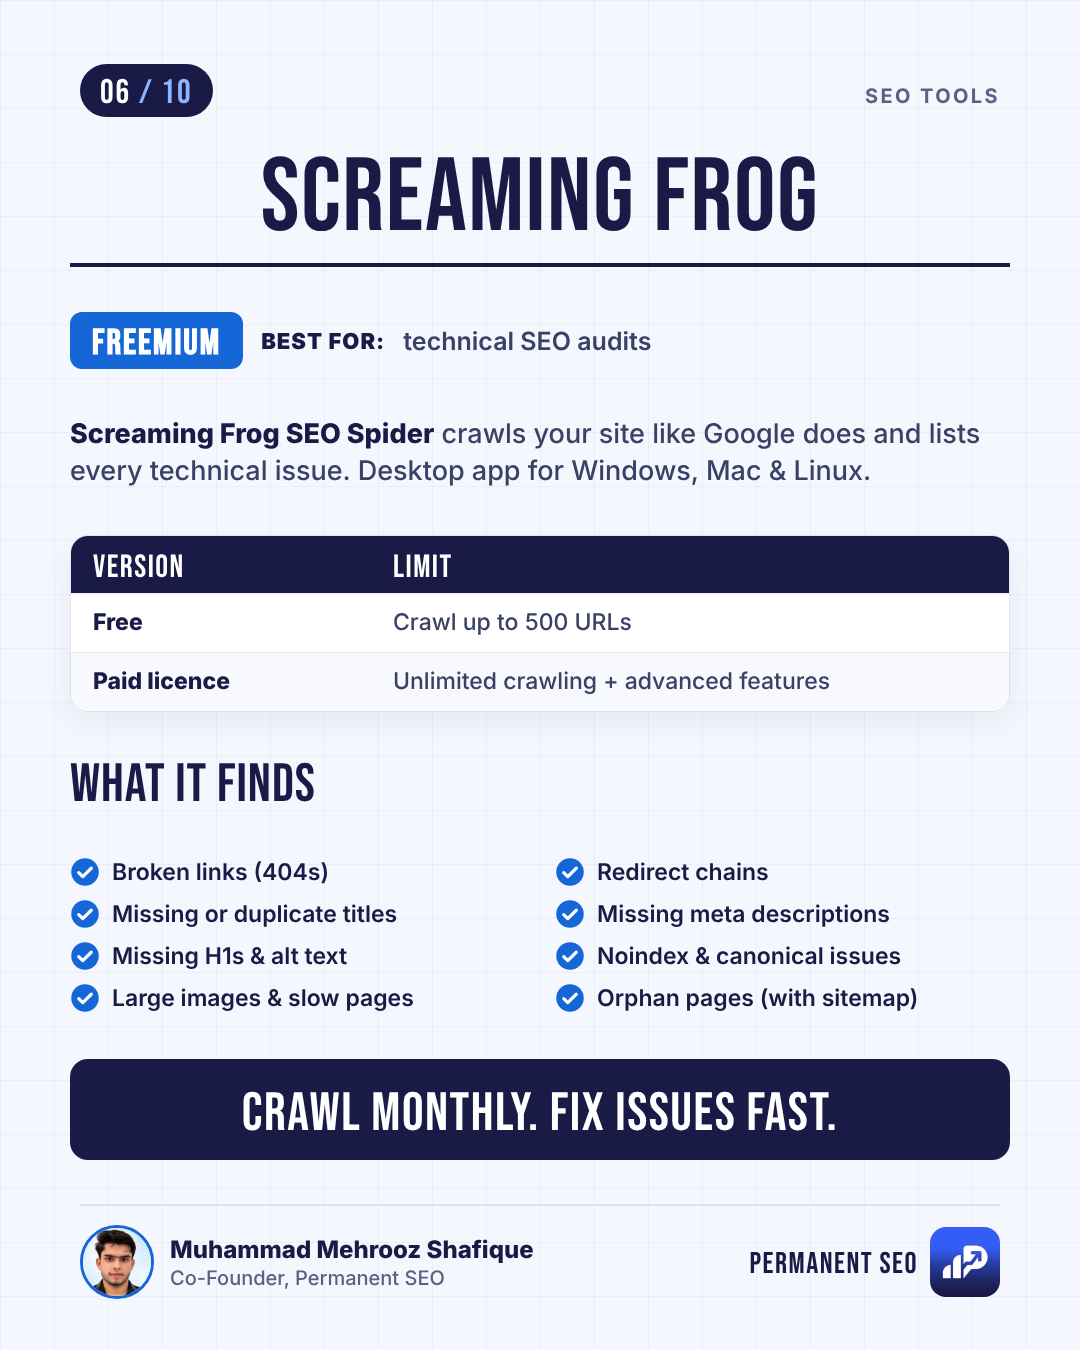 06 / 10
SEO TOOLS
SCREAMING FROG
FREEMIUM
BEST FOR: technical SEO audits
Screaming Frog SEO Spider crawls your site like Google does and lists
every technical issue. Desktop app for Windows, Mac & Linux.
VERSION LIMIT
Free Crawl up to 500 URLs
Paid licence Unlimited crawling + advanced features
WHAT IT FINDS
Broken links (404s)
Redirect chains
Missing or duplicate titles
Missing meta descriptions
Missing H1s & alt text
Noindex & canonical issues
Large images & slow pages
Orphan pages (with sitemap)
CRAWL MONTHLY. FIX ISSUES FAST.
Muhammad Mehrooz Shafique
Co-Founder, Permanent SEO
PERMANENT SEO